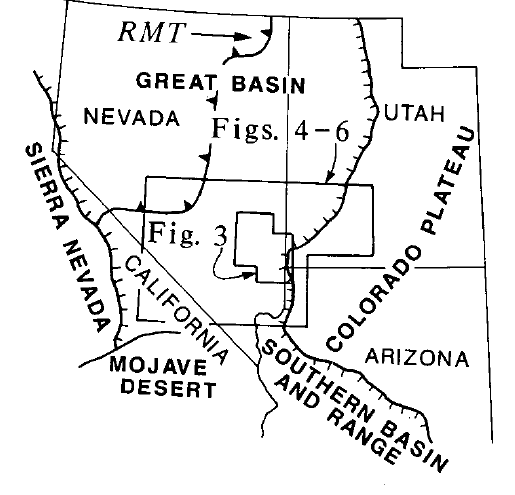 RMT
GREAT BASIN
NEVADA
UTAH
Figs. 4-6
SIERRA NEVADA
COLORADO PLATEAU
Fig. 3
CALIFORNIA
ARIZONA
MOJAVE
DESERT
SOUTHERN BASIN
AND RANGE